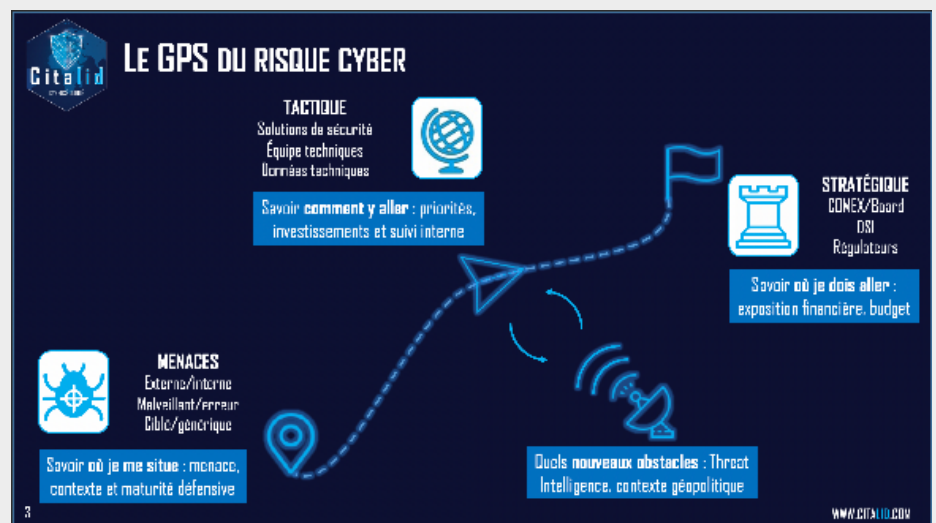 Citalid
LE GPS DU RISQUE CYBER
TACTIQUE
Solutions de sécurité
Équipe techniques
Données techniques
Savoir comment y aller : priorités,
investissements et suivi interne
STRATÉGIQUE
COMEX/Board
DSI
Régulateurs
Savoir où je dois aller :
exposition financière, budget
MENACES
Externe/interne
Malveillant/erreur
Ciblé/générique
Savoir où je me situe : menace,
contexte et maturité défensive
Quels nouveaux obstacles : Threat
Intelligence, contexte géopolitique
3
WWW.CITALID.COM